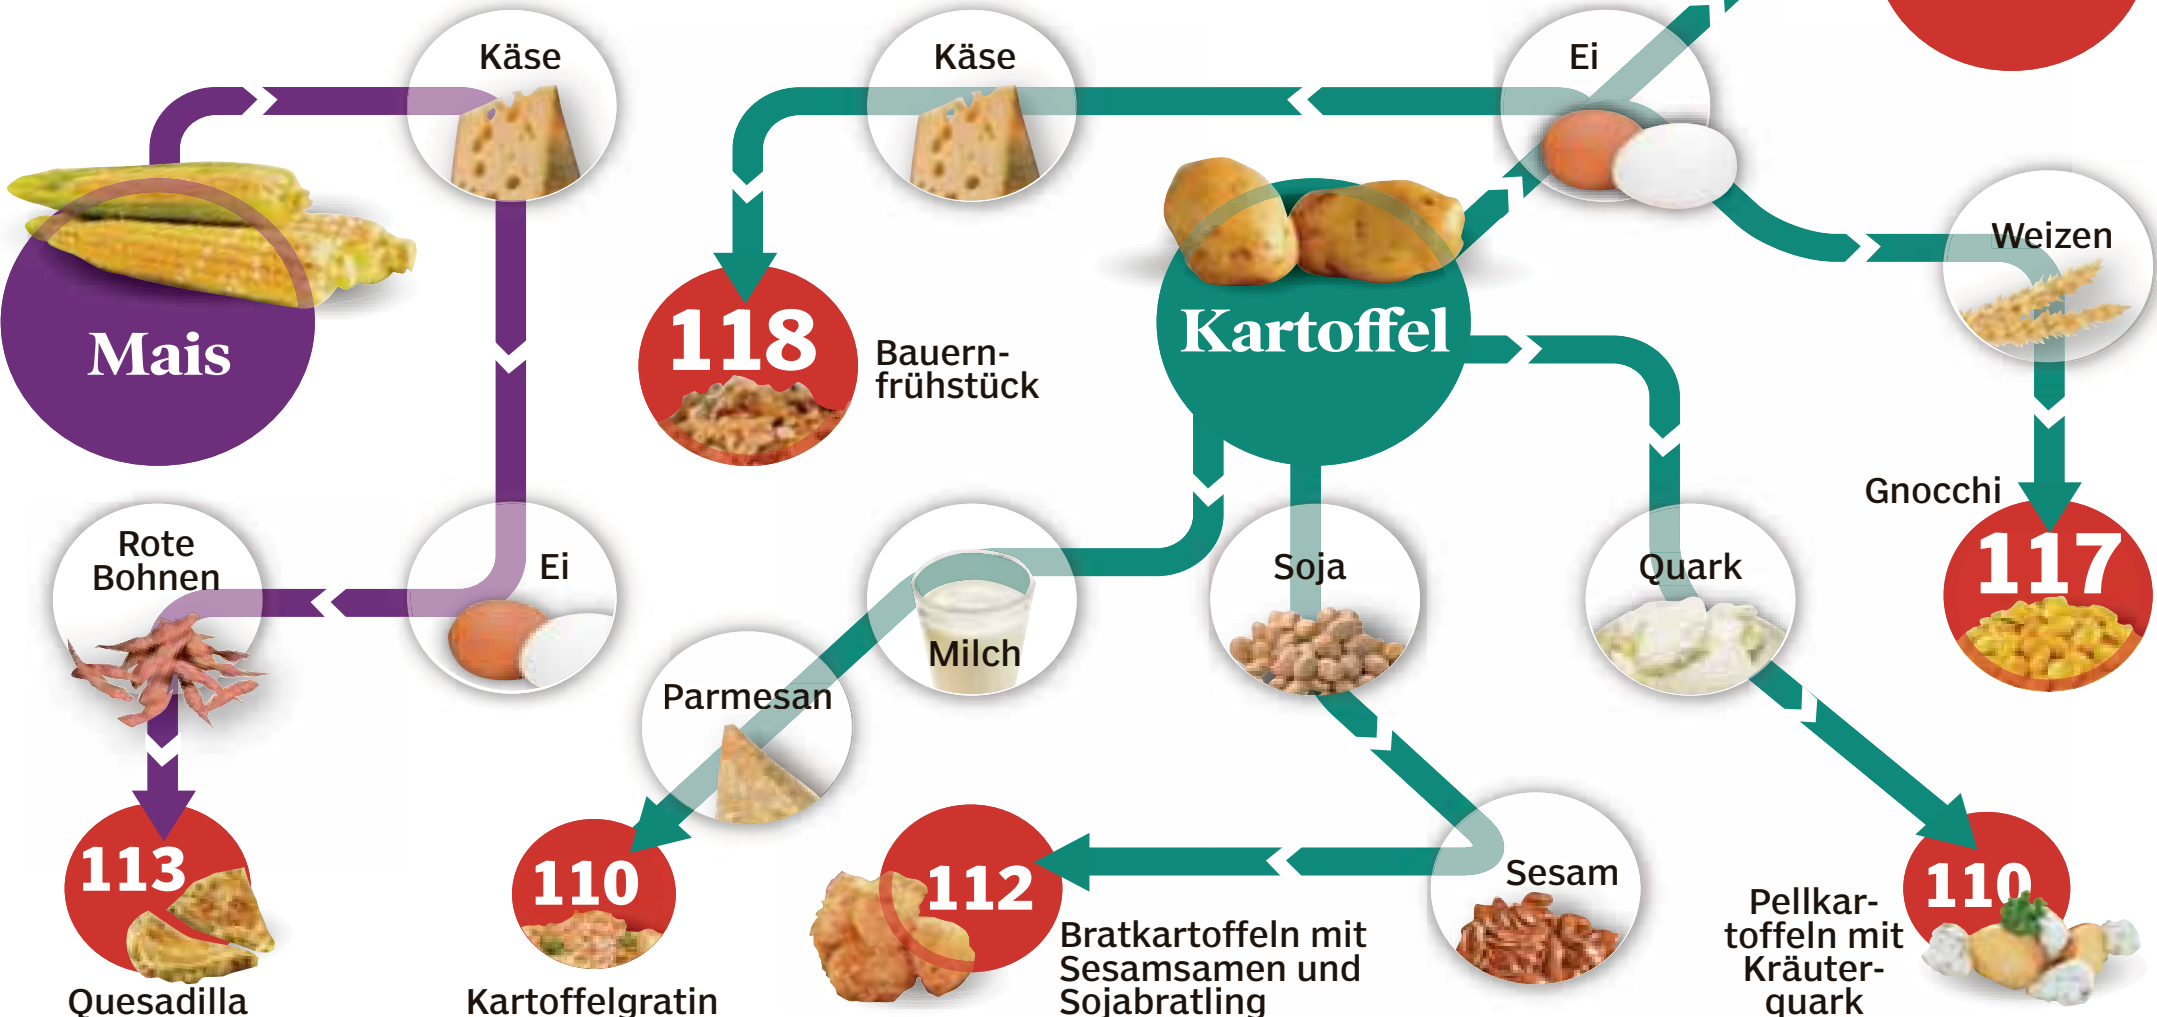 Käse
Käse
Ei
Weizen
Mais
118
Bauern-
frühstück
Kartoffel
Gnocchi
117
Rote
Bohnen
Ei
Milch
Soja
Quark
Parmesan
113
Quesadilla
110
Kartoffelgratin
112
Bratkartoffeln mit
Sesamsamen und
Sojabratling
Sesam
Pellkar-
toffeln mit
Kräuter-
quark
110